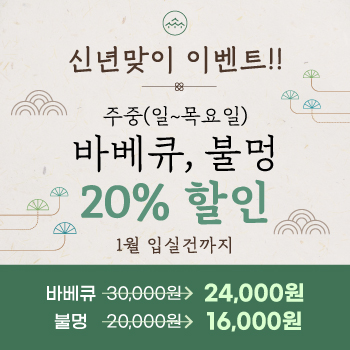 신년맞이 이벤트!!
주중(일~목요일)
바베큐, 불멍
20% 할인
1월 입실건까지
바베큐 30,000원→ 24,000원
불멍 20,000원→ 16,000원